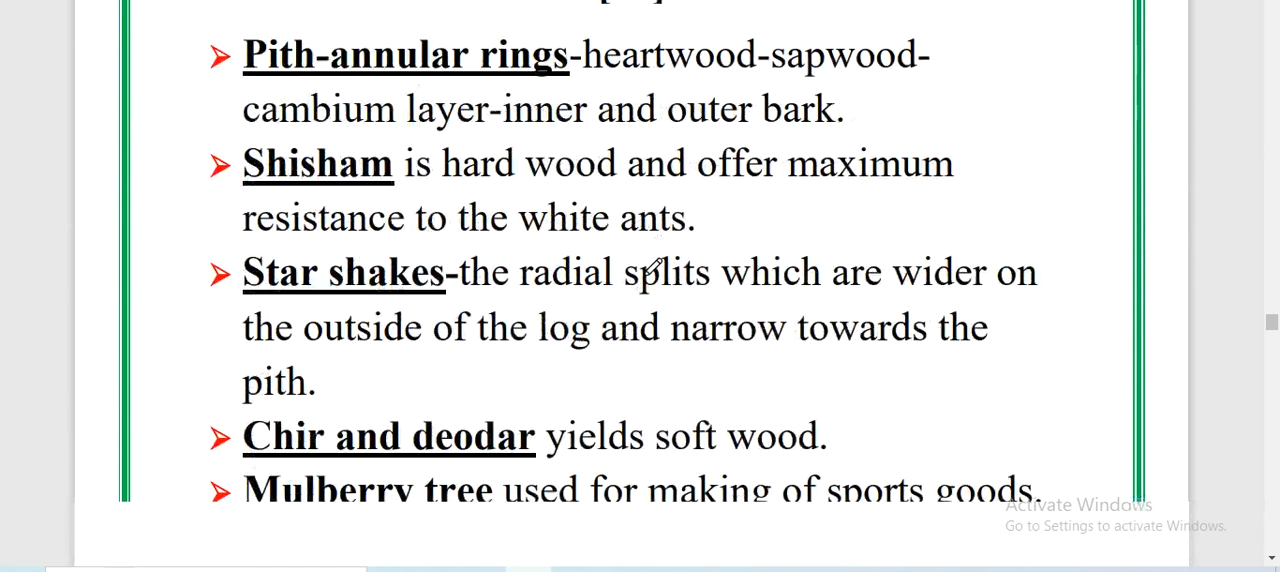 ➢ Pith-annular rings-heartwood-sapwood-
cambium layer-inner and outer bark.
➢ Shisham is hard wood and offer maximum
resistance to the white ants.
➢ Star shakes-the radial splits which are wider on
the outside of the log and narrow towards the
pith.
➢ Chir and deodar yields soft wood.
➢ Mulberry tree used for making of sports goods.
Activate Windows
Go to Settings to activate Windows.